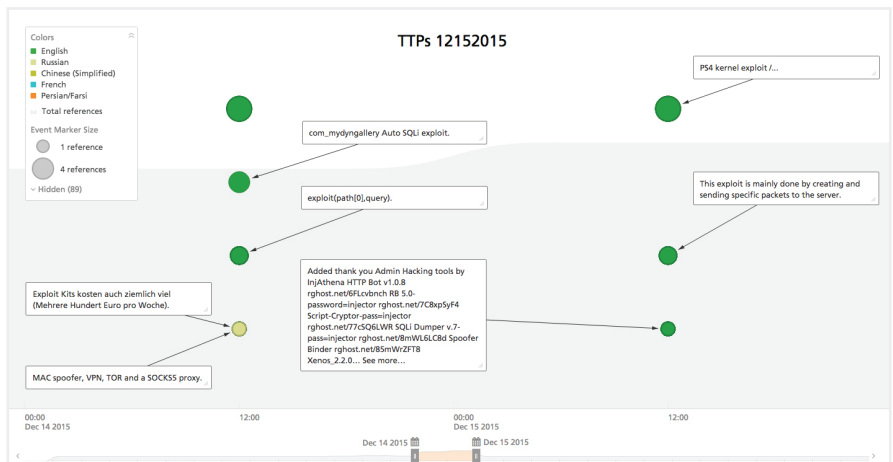 TTPs 12152015
Colors
English
Russian
Chinese (Simplified)
French
Persian/Farsi
Total references
Event Marker Size
1 reference
4 references
Hidden (89)
PS4 kernel exploit /...
com_mydyngallery Auto SQLi exploit.
exploit(path[0],query).
This exploit is mainly done by creating and
sending specific packets to the server.
Added thank you Admin Hacking tools by
InjAthena HTTP Bot v1.0.8
rghost.net/6FLcvbnch RB 5.0-
password=injector rghost.net/7C8xpSyF4
Script-Cryptor-pass=injector
rghost.net/77cSQ6LWR SQLi Dumper v.7-
pass=injector rghost.net/8mWL6LC8d Spoofer
Binder rghost.net/85mWrZFT8
Xenos_2.2.0... See more...
Exploit Kits kosten auch ziemlich viel
(Mehrere Hundert Euro pro Woche).
MAC spoofer, VPN, TOR and a SOCKS5 proxy.
00:00
Dec 14 2015
12:00
00:00
Dec 15 2015
12:00
Dec 14 2015
Dec 15 2015